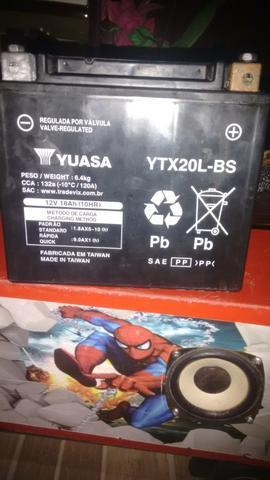 REGULADA POR VÁLVULA
VALVE-REGULATED
YUASA
YTX20L-BS
PESO / WEIGHT : 6.4kg
CCA : 132a (-10°C / 120A)
SAC : www.tradevix.com.br
12V 18Ah (10HR)
MÉTODO DE CARGA
CHARGING METHOD
PADRÃO
STANDARD : 1.8AX5~10 (h)
RÁPIDA
QUICK : 9.0AX1 (h)
FABRICADA EM TAIWAN
MADE IN TAIWAN
Pb Pb
SAE PP >PP<